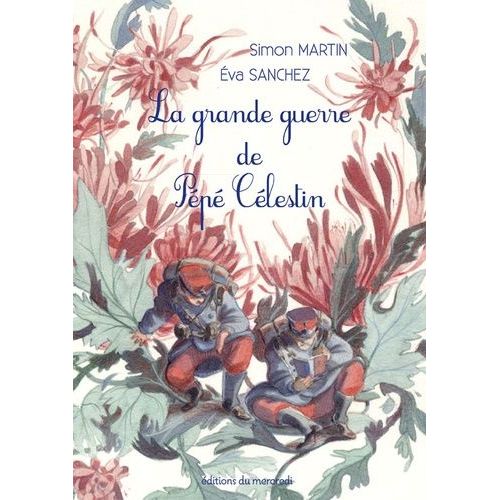 Simon MARTIN
Éva SANCHEZ
La grande guerre
de
Pépé Célestin
éditions du mercredi